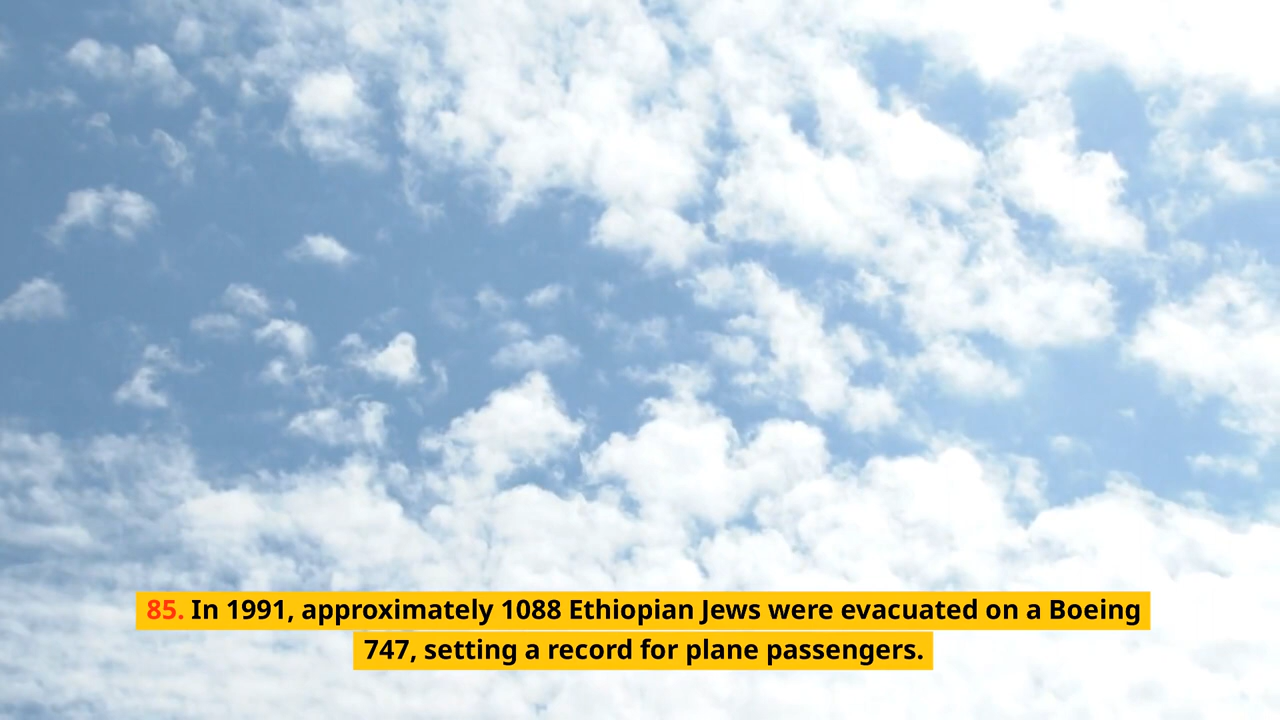 85. In 1991, approximately 1088 Ethiopian Jews were evacuated on a Boeing
747, setting a record for plane passengers.